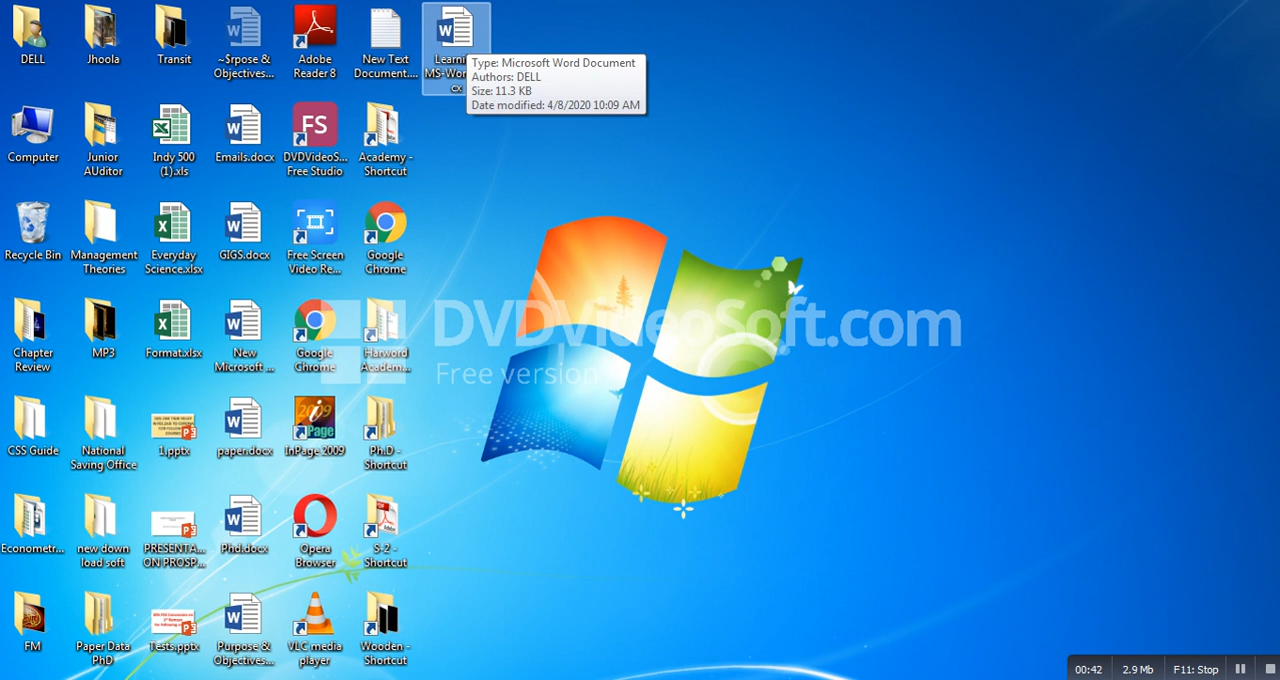 DELL
Jhoola
Transit
~$rpose &
Objectives...
Adobe
Reader 8
New Text
Document....
Learni
MS-Wor
cx
Type: Microsoft Word Document
Authors: DELL
Size: 11.3 KB
Date modified: 4/8/2020 10:09 AM
Computer
Junior
AUditor
Indy 500
(1).xls
Emails.docx
FS
DVDVideoS...
Free Studio
Academy -
Shortcut
Recycle Bin
Management
Theories
Everyday
Science.xlsx
GIGS.docx
Free Screen
Video Re...
Google
Chrome
Chapter
Review
MP3
Format.xlsx
New
Microsoft ...
Google
Chrome
Harword
Academ...
DVDVideoSoft.com
Free version
CSS Guide
National
Saving Office
1.pptx
paper.docx
2009
InPage
InPage 2009
Ph.D -
Shortcut
Econometr...
new down
load soft
PRESENTA...
ON PROSP...
Phd.docx
Opera
Browser
S-2 -
Shortcut
FM
Paper Data
PhD
Tests.pptx
Purpose &
Objectives...
VLC media
player
Wooden -
Shortcut
00:42
2.9 Mb
F11: Stop